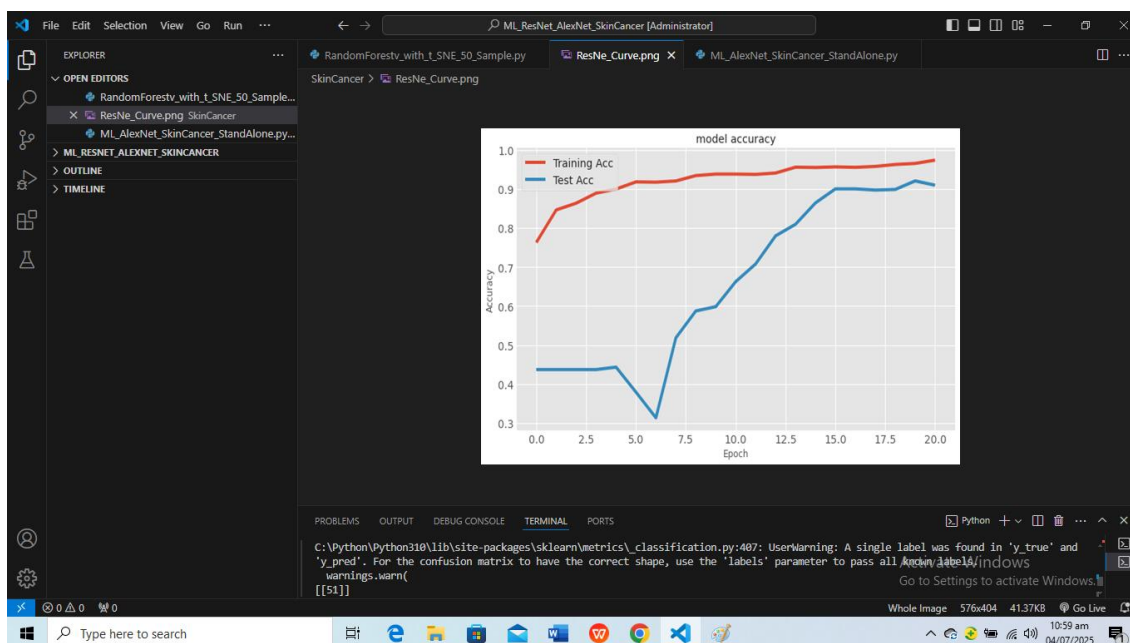 File Edit Selection View Go Run ···
ML_ResNet_AlexNet_SkinCancer [Administrator]
EXPLORER
OPEN EDITORS
RandomForestv_with_t_SNE_50_Sample...
ResNe_Curve.png SkinCancer
ML_AlexNet_SkinCancer_StandAlone.py...
ML_RESNET_ALEXNET_SKINCANCER
OUTLINE
TIMELINE
RandomForestv_with_t_SNE_50_Sample.py
ResNe_Curve.png
ML_AlexNet_SkinCancer_StandAlone.py
SkinCancer > ResNe_Curve.png
model accuracy
Training Acc
Test Acc
1.0
0.9
0.8
0.7
0.6
0.5
0.4
0.3
Accuracy
0.0 2.5 5.0 7.5 10.0 12.5 15.0 17.5 20.0
Epoch
PROBLEMS OUTPUT DEBUG CONSOLE TERMINAL PORTS
Python
C:\Python\Python310\lib\site-packages\sklearn\metrics\_classification.py:407: UserWarning: A single label was found in 'y_true' and
'y_pred'. For the confusion matrix to have the correct shape, use the 'labels' parameter to pass all known labels.
warnings.warn(
[[51]]
Activate Windows
Go to Settings to activate Windows.
0 0 0
Whole Image 576x404 41.37KB Go Live
Type here to search
10:59 am
04/07/2025
1